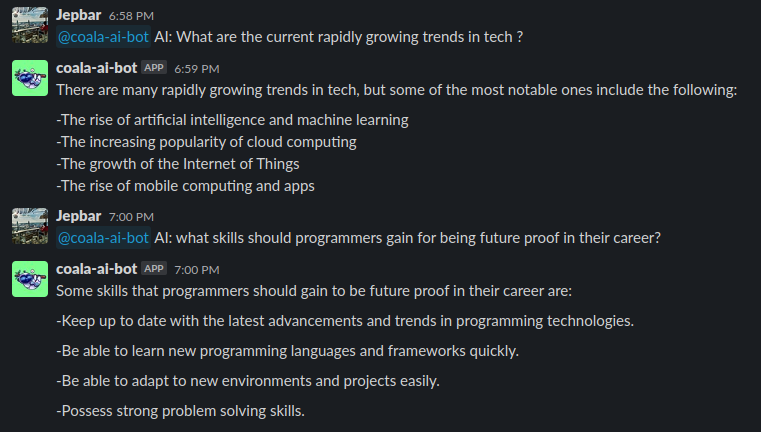 Jepbar 6:58 PM
@coala-ai-bot AI: What are the current rapidly growing trends in tech ?
coala-ai-bot APP 6:59 PM
There are many rapidly growing trends in tech, but some of the most notable ones include the following:
-The rise of artificial intelligence and machine learning
-The increasing popularity of cloud computing
-The growth of the Internet of Things
-The rise of mobile computing and apps
Jepbar 7:00 PM
@coala-ai-bot AI: what skills should programmers gain for being future proof in their career?
coala-ai-bot APP 7:00 PM
Some skills that programmers should gain to be future proof in their career are:
-Keep up to date with the latest advancements and trends in programming technologies.
-Be able to learn new programming languages and frameworks quickly.
-Be able to adapt to new environments and projects easily.
-Possess strong problem solving skills.